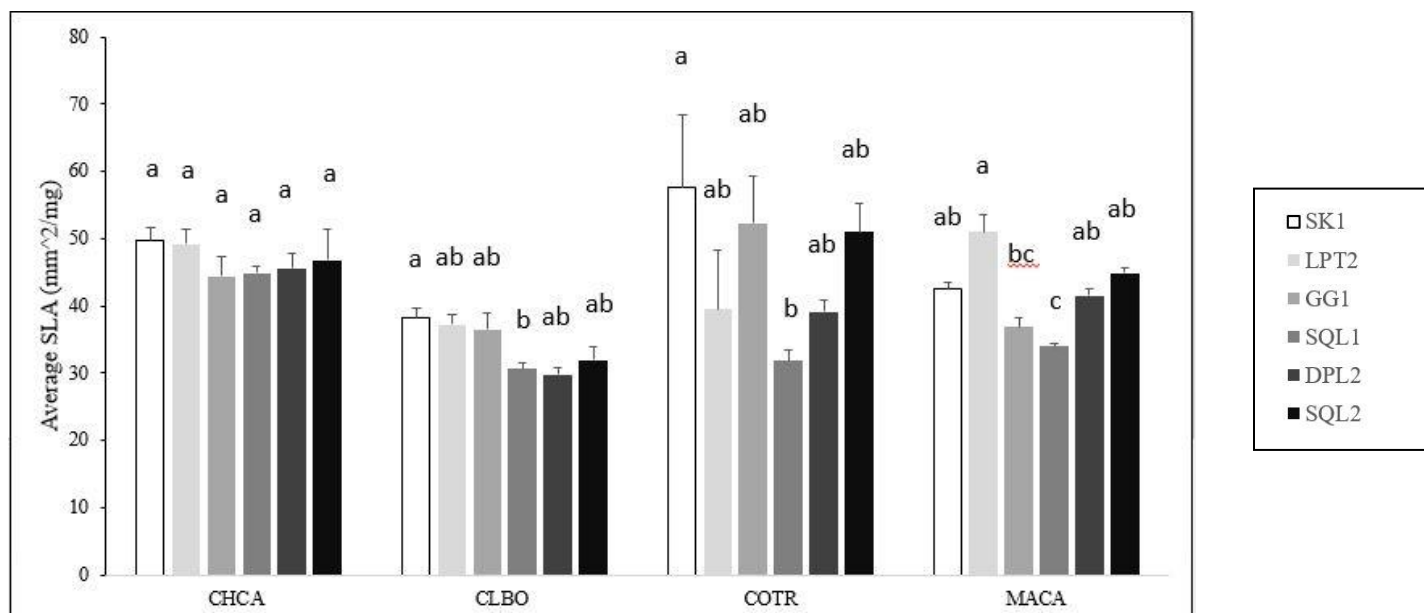 80
70
60
50
40
30
20
10
0
Average SLA (mm^2/mg)
a a a a a a
a ab ab b ab ab
a ab ab b ab ab
ab a bc c ab ab
CHCA CLBO COTR MACA
SK1
LPT2
GG1
SQL1
DPL2
SQL2